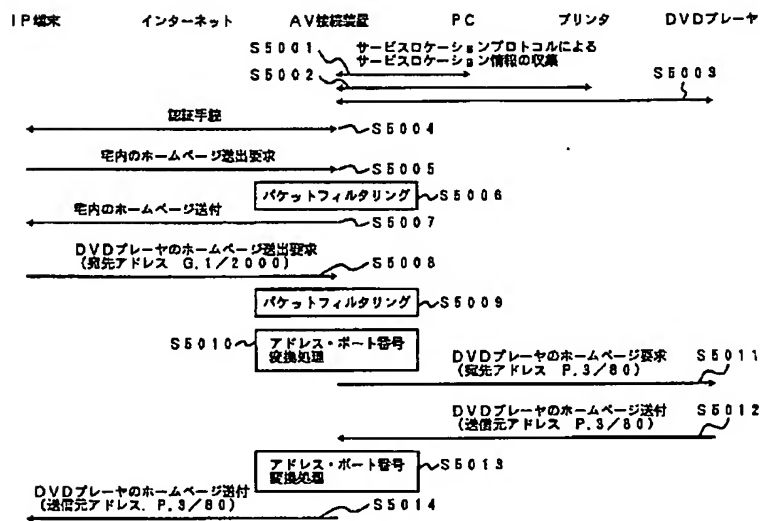 IP端末 インターネット AV接続装置 PC プリンタ DVDプレーヤ
S5001 サービスロケーションプロトコルによる
サービスロケーション情報の収集
S5002
S5003
認証手続
S5004
宅内のホームページ送出要求
S5005
パケットフィルタリング
S5006
宅内のホームページ送付
S5007
DVDプレーヤのホームページ送出要求
(宛先アドレス G.1/2000)
S5008
パケットフィルタリング
S5009
S5010
アドレス・ポート番号
変換処理
DVDプレーヤのホームページ要求
(宛先アドレス P.3/80)
S5011
DVDプレーヤのホームページ送付
(送信元アドレス P.3/80)
S5012
アドレス・ポート番号
変換処理
S5013
DVDプレーヤのホームページ送付
(送信元アドレス. P.3/80)
S5014